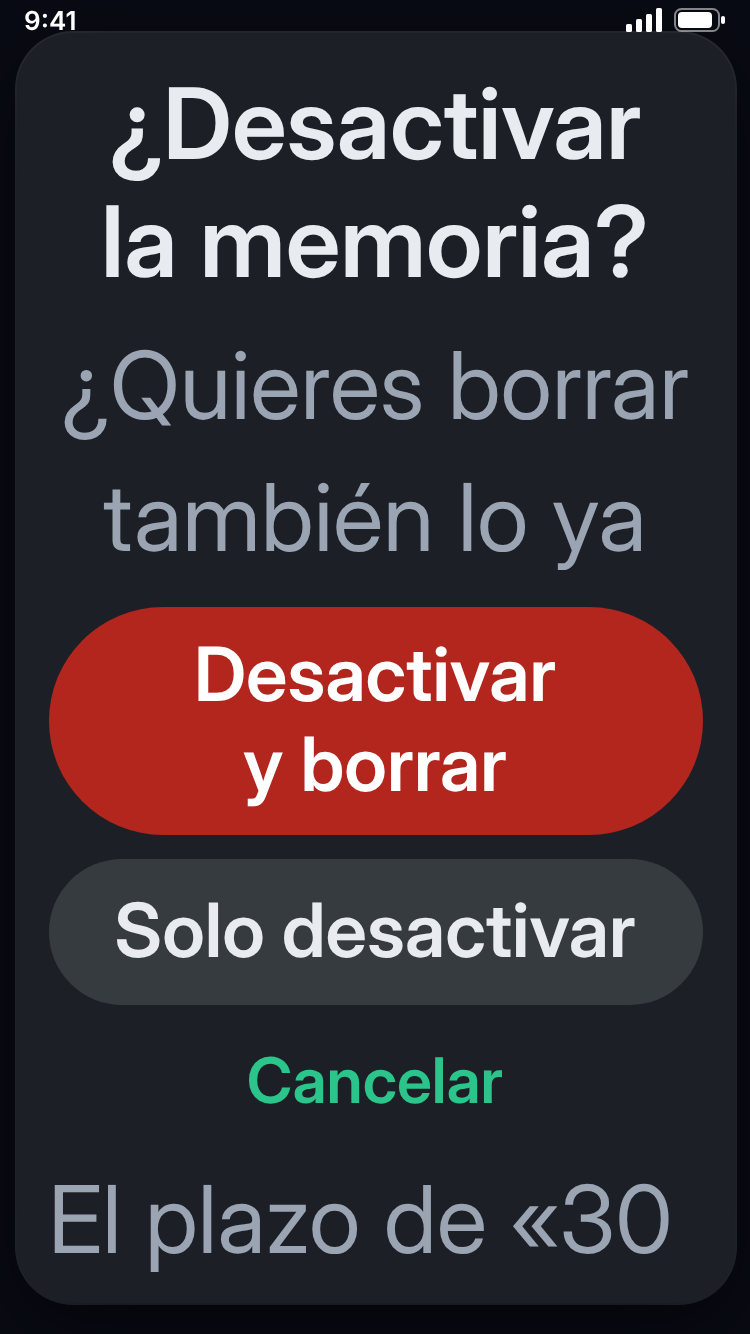 9:41
¿Desactivar
la memoria?
¿Quieres borrar
también lo ya
Desactivar
y borrar
Solo desactivar
Cancelar
El plazo de «30